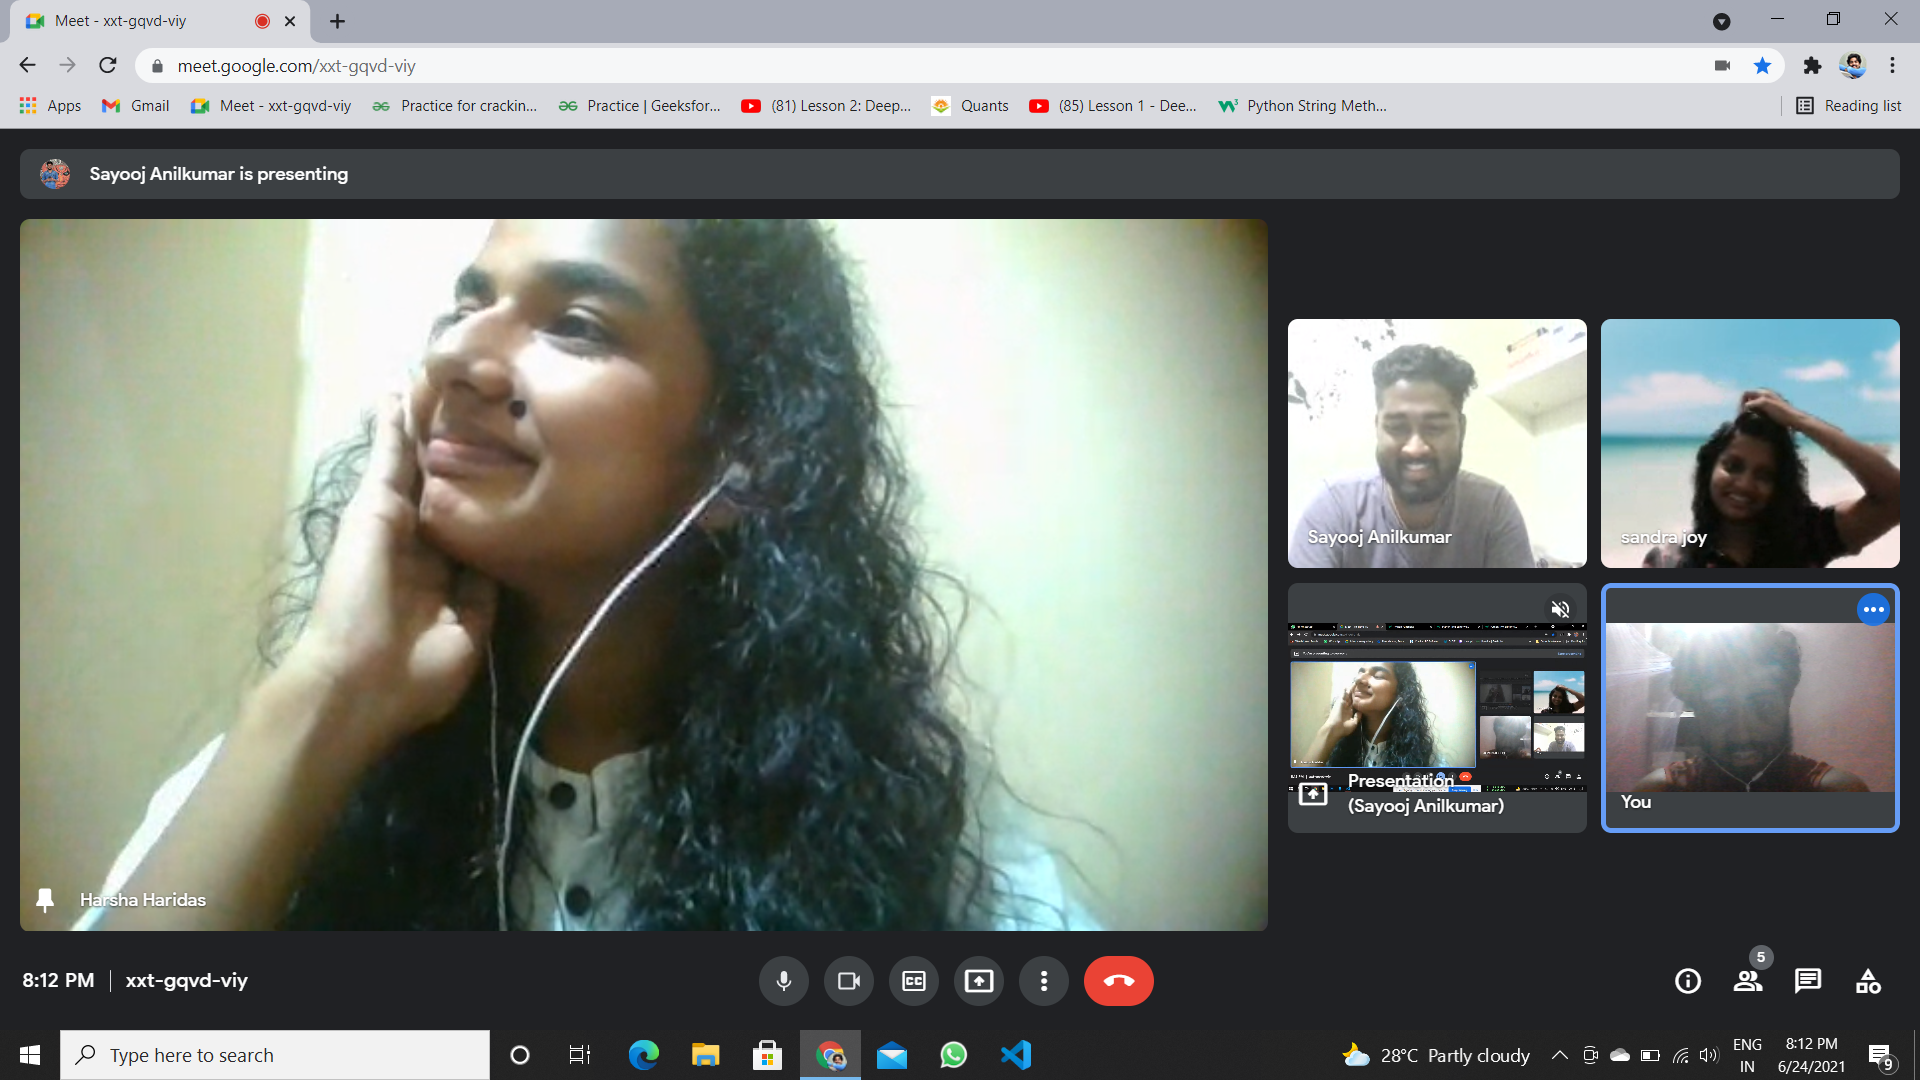 Meet - xxt-gqvd-viy
meet.google.com/xxt-gqvd-viy
Apps Gmail Meet - xxt-gqvd-viy Practice for crackin... Practice | Geeksfor... (81) Lesson 2: Deep... Quants (85) Lesson 1 - Dee... Python String Meth... Reading list
Sayooj Anilkumar is presenting
Sayooj Anilkumar
sandra joy
Presentation
(Sayooj Anilkumar)
You
Harsha Haridas
8:12 PM | xxt-gqvd-viy
CC
5
Type here to search
28°C Partly cloudy
ENG
IN
8:12 PM
6/24/2021
9